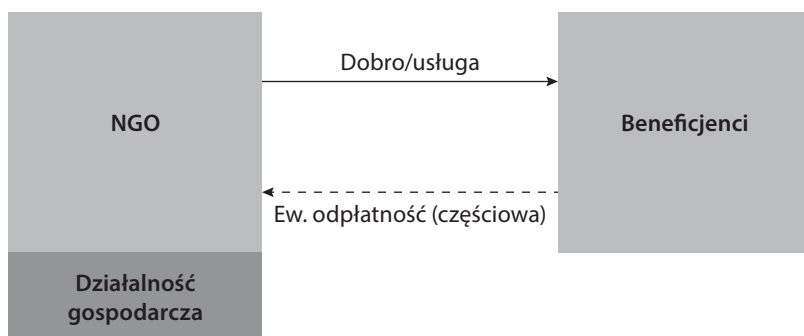 Dobro/usługa
NGO
Beneficjenci
Ew. odpłatność (częściowa)
Działalność
gospodarcza